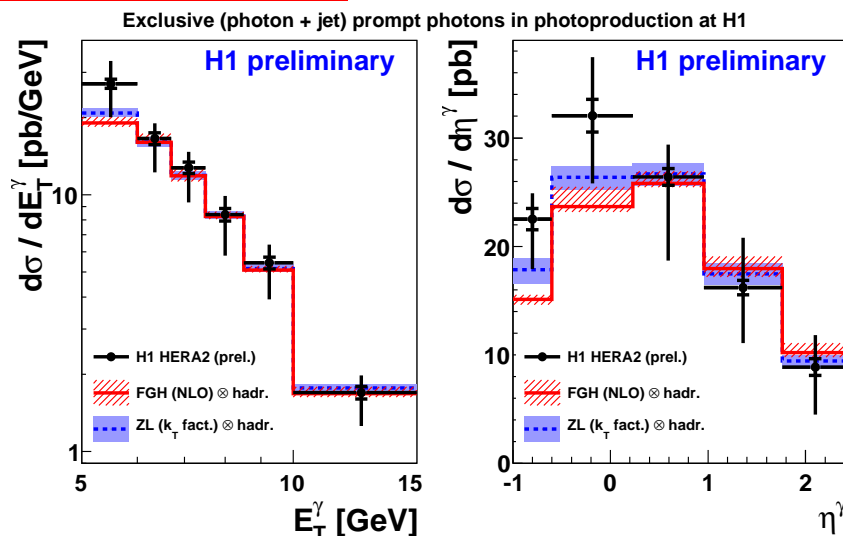 Exclusive (photon + jet) prompt photons in photoproduction at H1
dσ / dE_T^γ [pb/GeV]
H1 preliminary
10
1
H1 HERA2 (prel.)
FGH (NLO) ⊗ hadr.
ZL (k_T fact.) ⊗ hadr.
5 10 15
E_T^γ [GeV]
dσ / dη^γ [pb]
H1 preliminary
30
20
10
0
H1 HERA2 (prel.)
FGH (NLO) ⊗ hadr.
ZL (k_T fact.) ⊗ hadr.
-1 0 1 2
η^γ